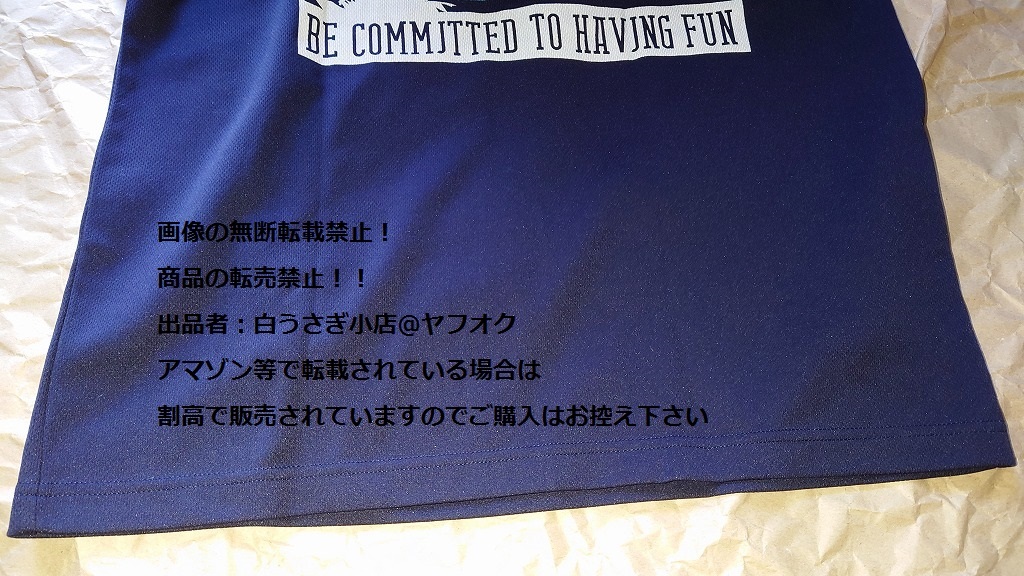 BE COMMITTED TO HAVING FUN
画像の無断転載禁止！
商品の転売禁止！！
出品者：白うさぎ小店@ヤフオク
アマゾン等で転載されている場合は
割高で販売されていますのでご購入はお控え下さい